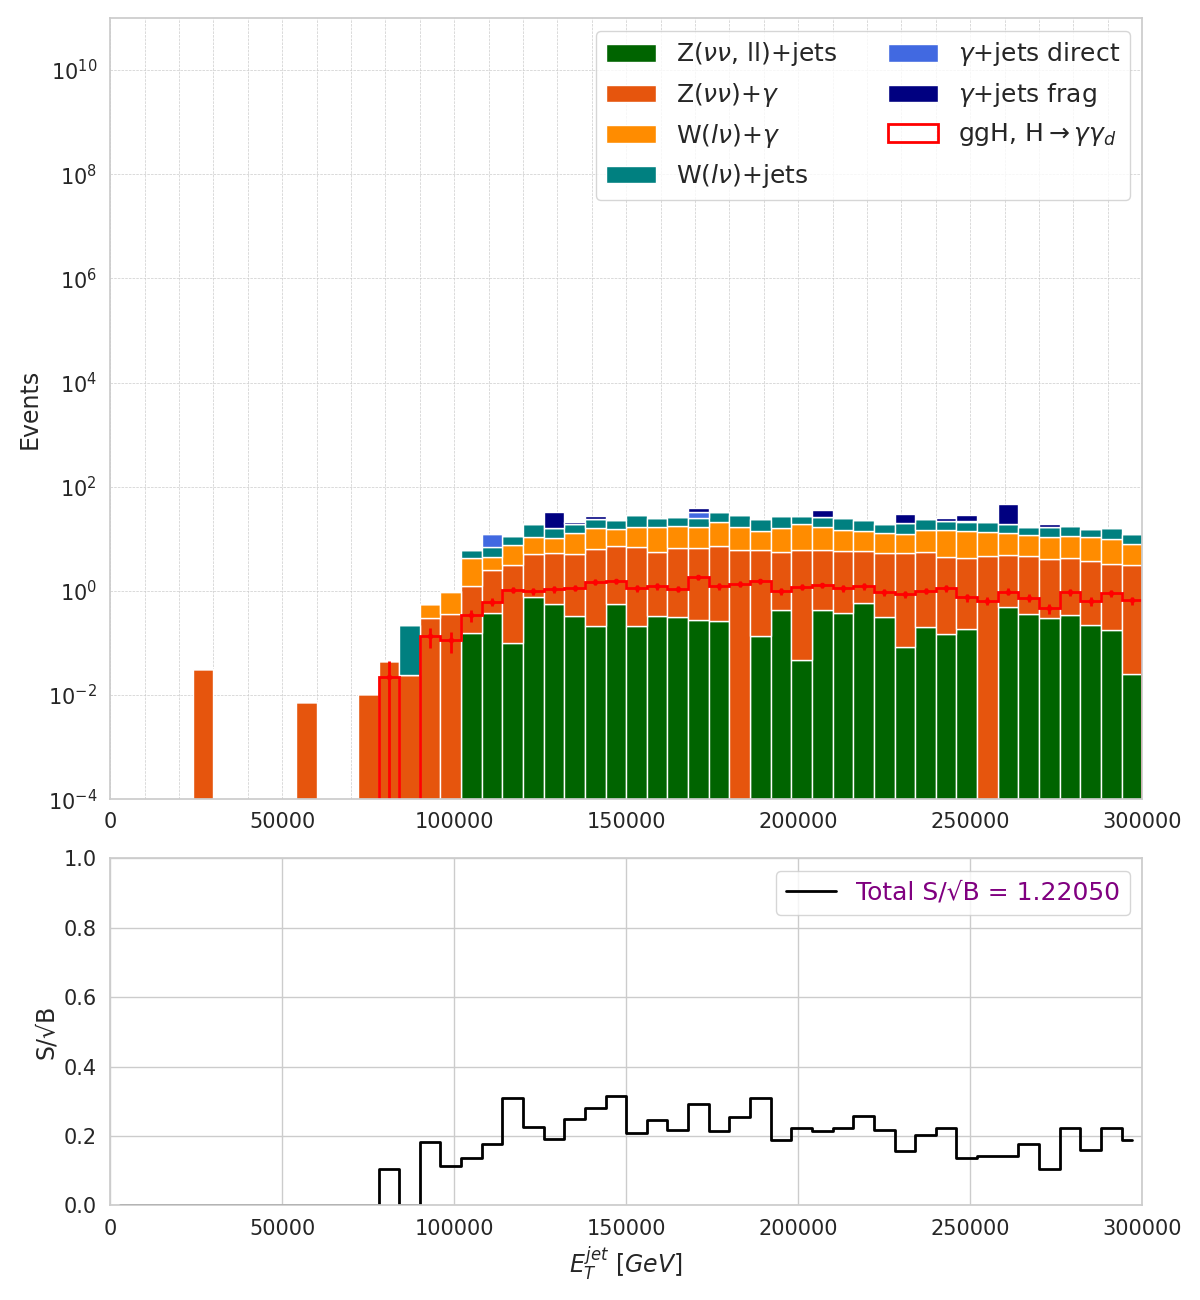 Z(νν, ll)+jets
Z(νν)+γ
W(lν)+γ
W(lν)+jets
γ+jets direct
γ+jets frag
ggH, H→γγ_d
Events
10^10
10^8
10^6
10^4
10^2
10^0
10^−2
10^−4
0 50000 100000 150000 200000 250000 300000
Total S/√B = 1.22050
S/√B
1.0
0.8
0.6
0.4
0.2
0.0
0 50000 100000 150000 200000 250000 300000
E_T^jet [GeV]